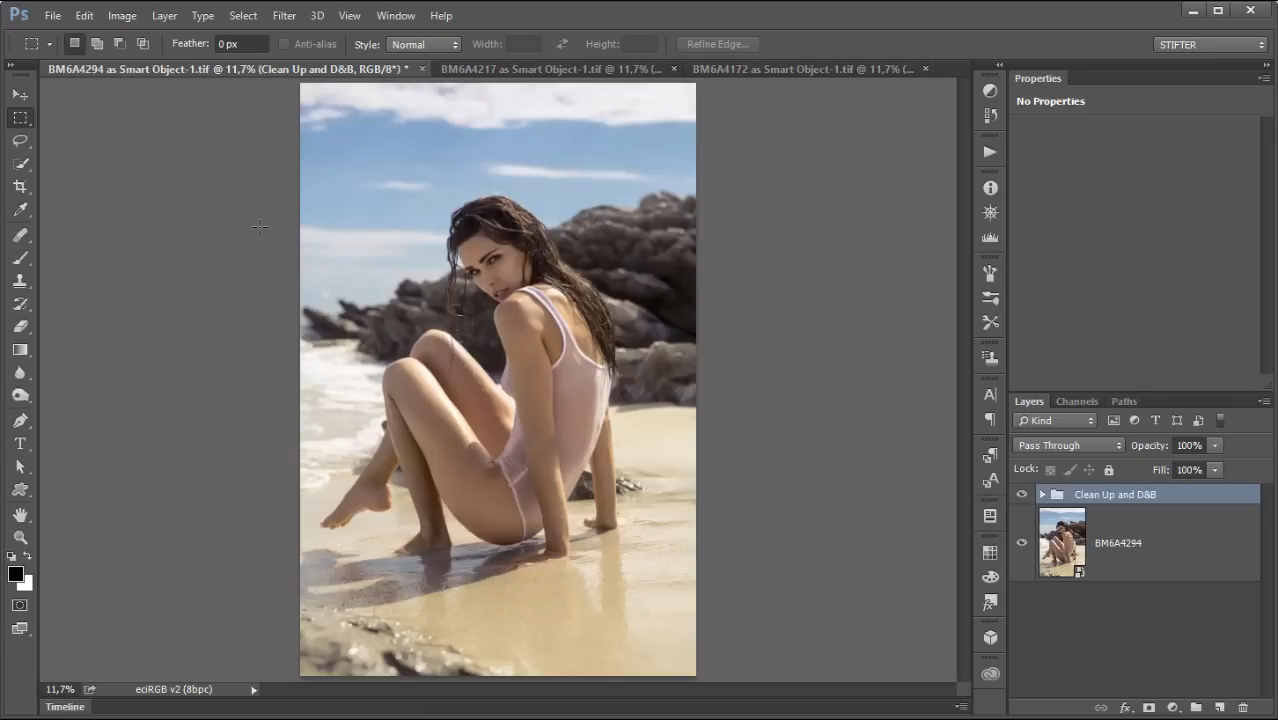 Ps File Edit Image Layer Type Select Filter 3D View Window Help
Feather: 0 px Anti-alias Style: Normal Width: Height: Refine Edge... STIFTER
BM6A4294 as Smart Object-1.tif @ 11,7% (Clean Up and D&B, RGB/8*) * × BM6A4217 as Smart Object-1.tif @ 11,7% (... × BM6A4172 as Smart Object-1.tif @ 11,7% (... ×
Properties
No Properties
Layers Channels Paths
Kind
Pass Through Opacity: 100%
Lock: Fill: 100%
Clean Up and D&B
BM6A4294
11,7% eciRGB v2 (8bpc)
Timeline